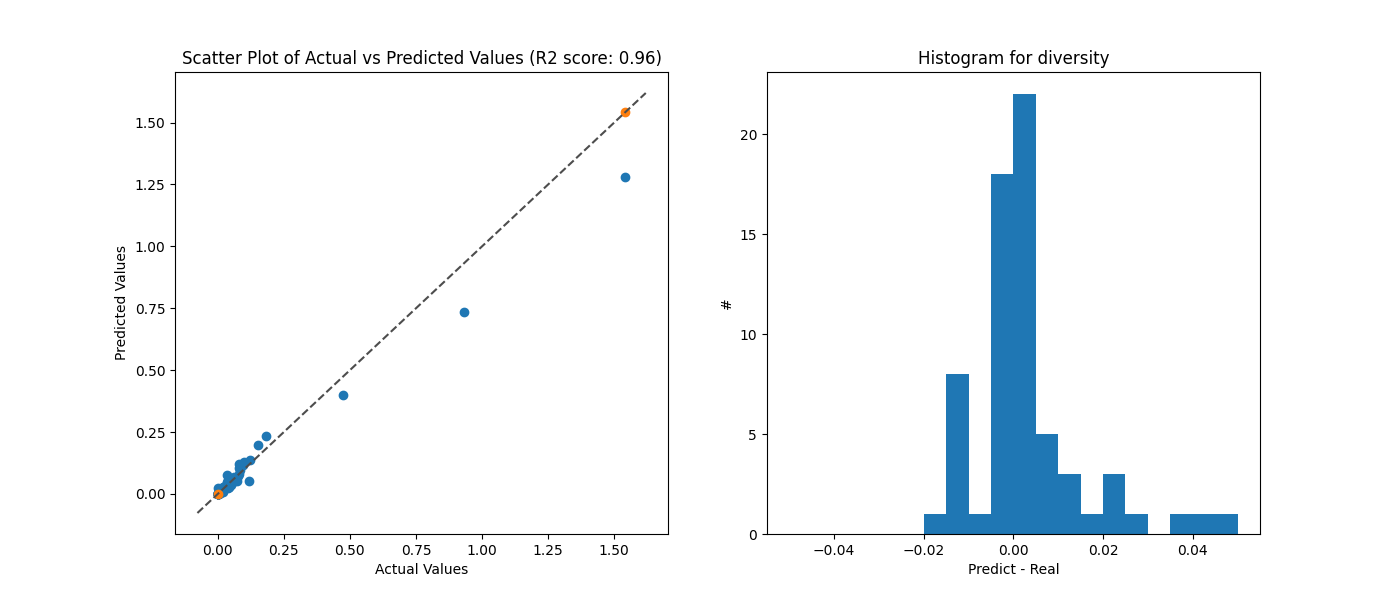 Scatter Plot of Actual vs Predicted Values (R2 score: 0.96)
1.50
1.25
1.00
0.75
0.50
0.25
0.00
Predicted Values
0.00 0.25 0.50 0.75 1.00 1.25 1.50
Actual Values
Histogram for diversity
20
15
10
5
0
#
−0.04 −0.02 0.00 0.02 0.04
Predict - Real